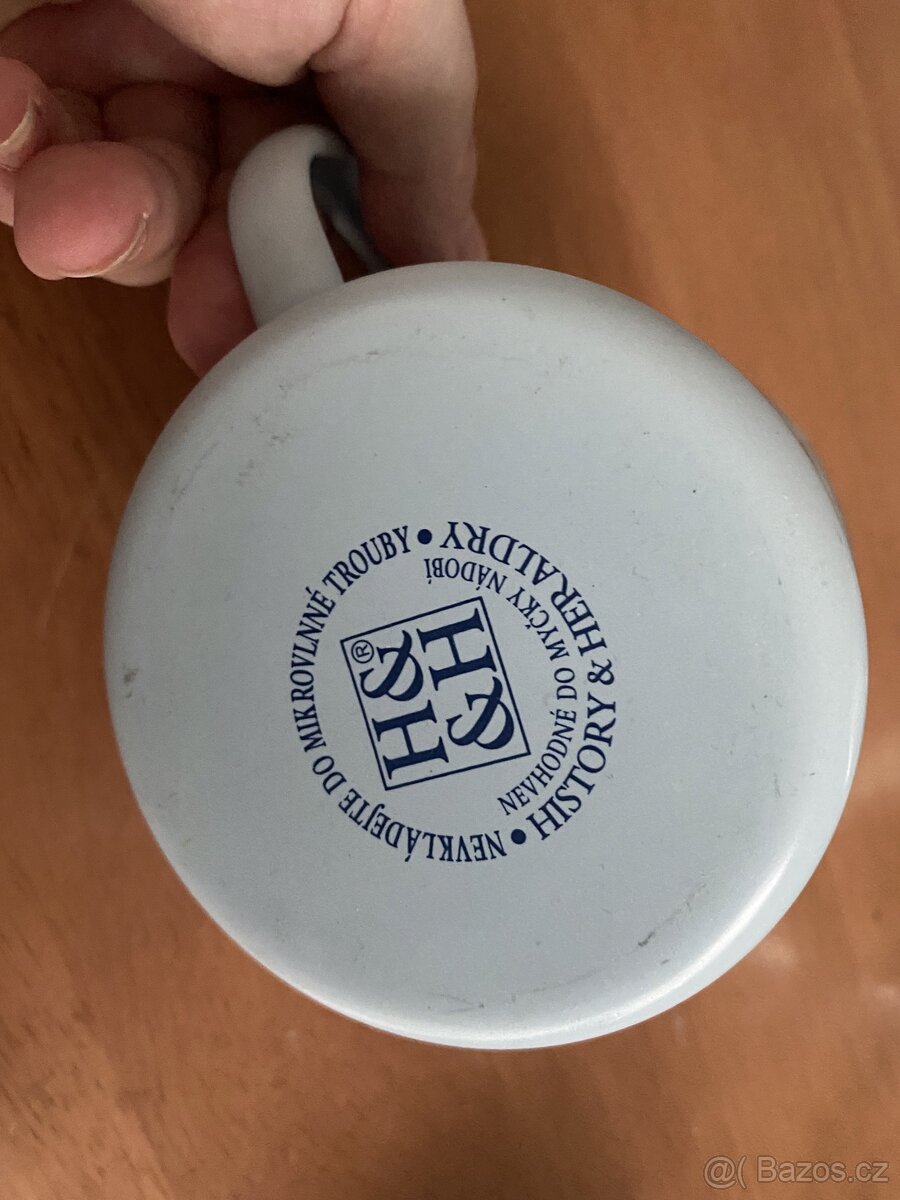 HISTORY & HERALDRY •
NEVKLÁDEJTE DO MIKROVLNNÉ TROUBY •
NEVHODNÉ DO MYČKY NÁDOBÍ
H&®
&H
@( Bazos.cz